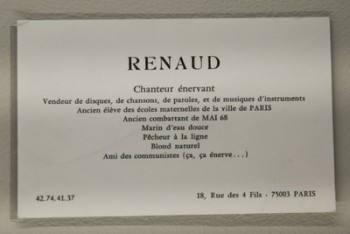 RENAUD
Chanteur énervant
Vendeur de disques, de chansons, de paroles, et de musiques d'instruments
Ancien élève des écoles maternelles de la ville de PARIS
Ancien combattant de MAI 68
Marin d'eau douce
Pêcheur à la ligne
Blond naturel
Ami des communistes (ça, ça énerve...)
42.74.41.37
18, Rue des 4 Fils - 75003 PARIS